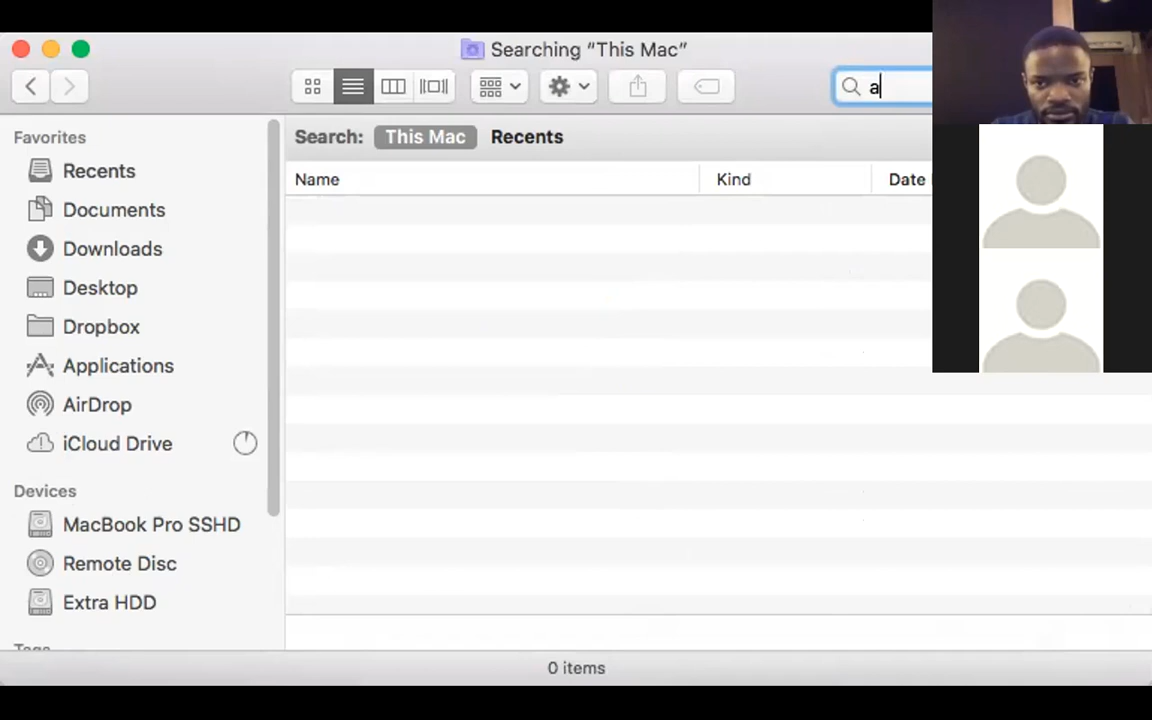 Searching "This Mac"
a
Favorites
Search: This Mac Recents
Recents
Name Kind Date
Documents
Downloads
Desktop
Dropbox
Applications
AirDrop
iCloud Drive
Devices
MacBook Pro SSHD
Remote Disc
Extra HDD
Tags
0 items